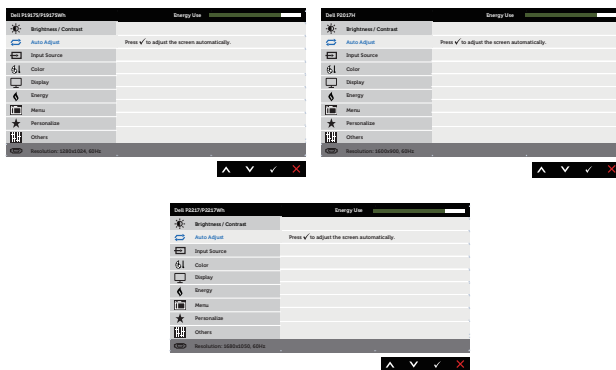 Dell P1917S/P1917SWh Energy Use
Brightness / Contrast
Auto Adjust Press ✓ to adjust the screen automatically.
Input Source
Color
Display
Energy
Menu
Personalize
Others
Resolution: 1280x1024, 60Hz
Dell P2017H Energy Use
Brightness / Contrast
Auto Adjust Press ✓ to adjust the screen automatically.
Input Source
Color
Display
Energy
Menu
Personalize
Others
Resolution: 1600x900, 60Hz
Dell P2217/P2217Wh Energy Use
Brightness / Contrast
Auto Adjust Press ✓ to adjust the screen automatically.
Input Source
Color
Display
Energy
Menu
Personalize
Others
Resolution: 1680x1050, 60Hz